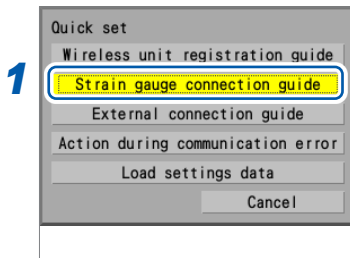 Quick set
Wireless unit registration guide
1
Strain gauge connection guide
External connection guide
Action during communication error
Load settings data
Cancel